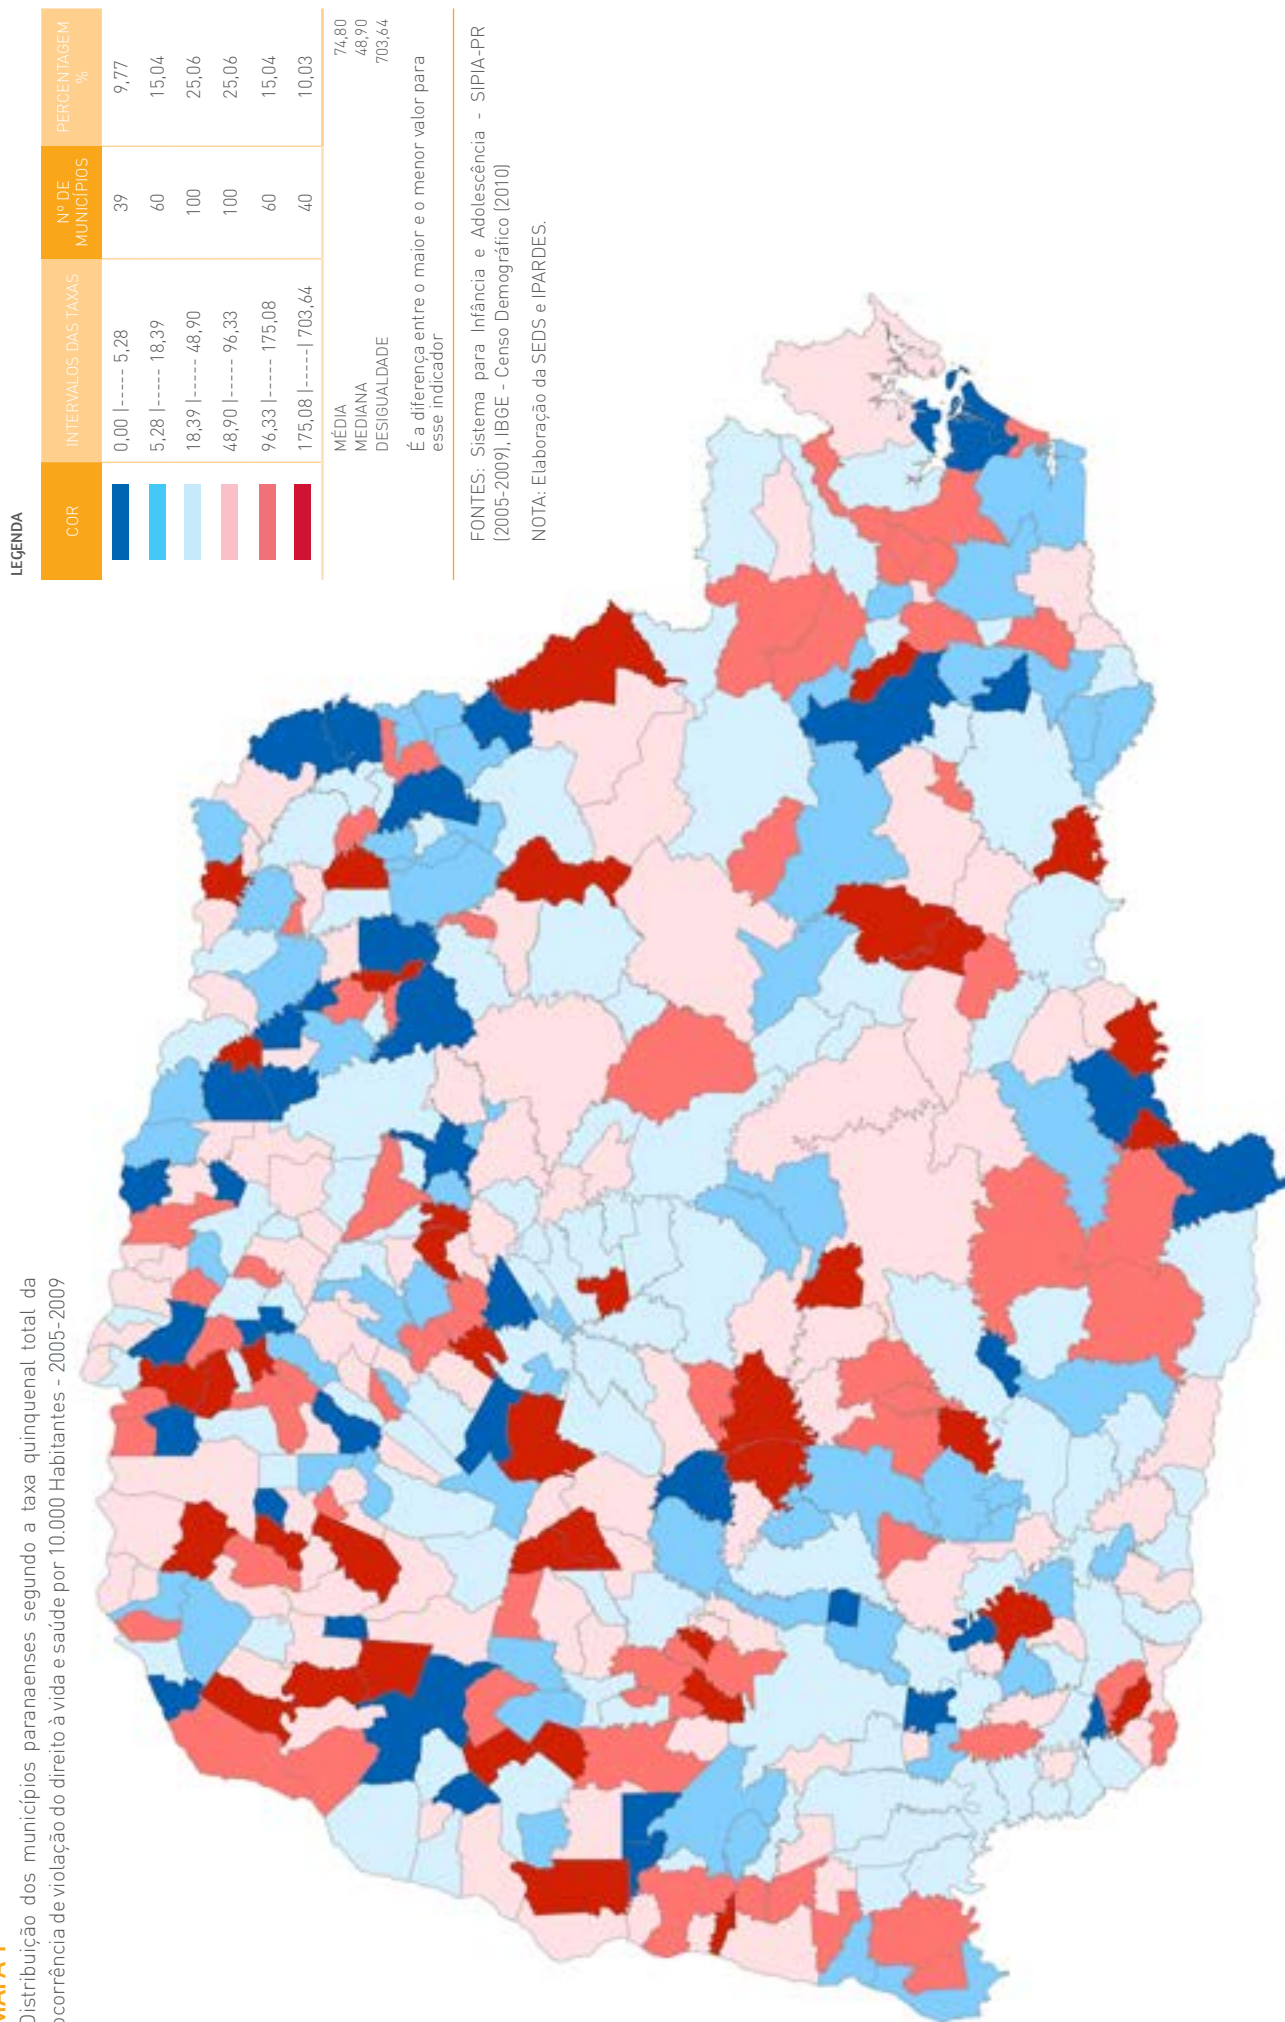 Distribuição dos municípios paranaenses segundo a taxa quinquenal total da
ocorrência de violação do direito à vida e saúde por 10.000 Habitantes - 2005-2009
LEGENDA
COR INTERVALOS DAS TAXAS Nº DE MUNICÍPIOS PERCENTAGEM %
0,00 |----- 5,28 39 9,77
5,28 |----- 18,39 60 15,04
18,39 |----- 48,90 100 25,06
48,90 |----- 96,33 100 25,06
96,33 |----- 175,08 60 15,04
175,08 |-----| 703,64 40 10,03
MÉDIA 74,80
MEDIANA 48,90
DESIGUALDADE 703,64
É a diferença entre o maior e o menor valor para
esse indicador
FONTES: Sistema para Infância e Adolescência - SIPIA-PR
(2005-2009), IBGE - Censo Demográfico (2010)
NOTA: Elaboração da SEDS e IPARDES.